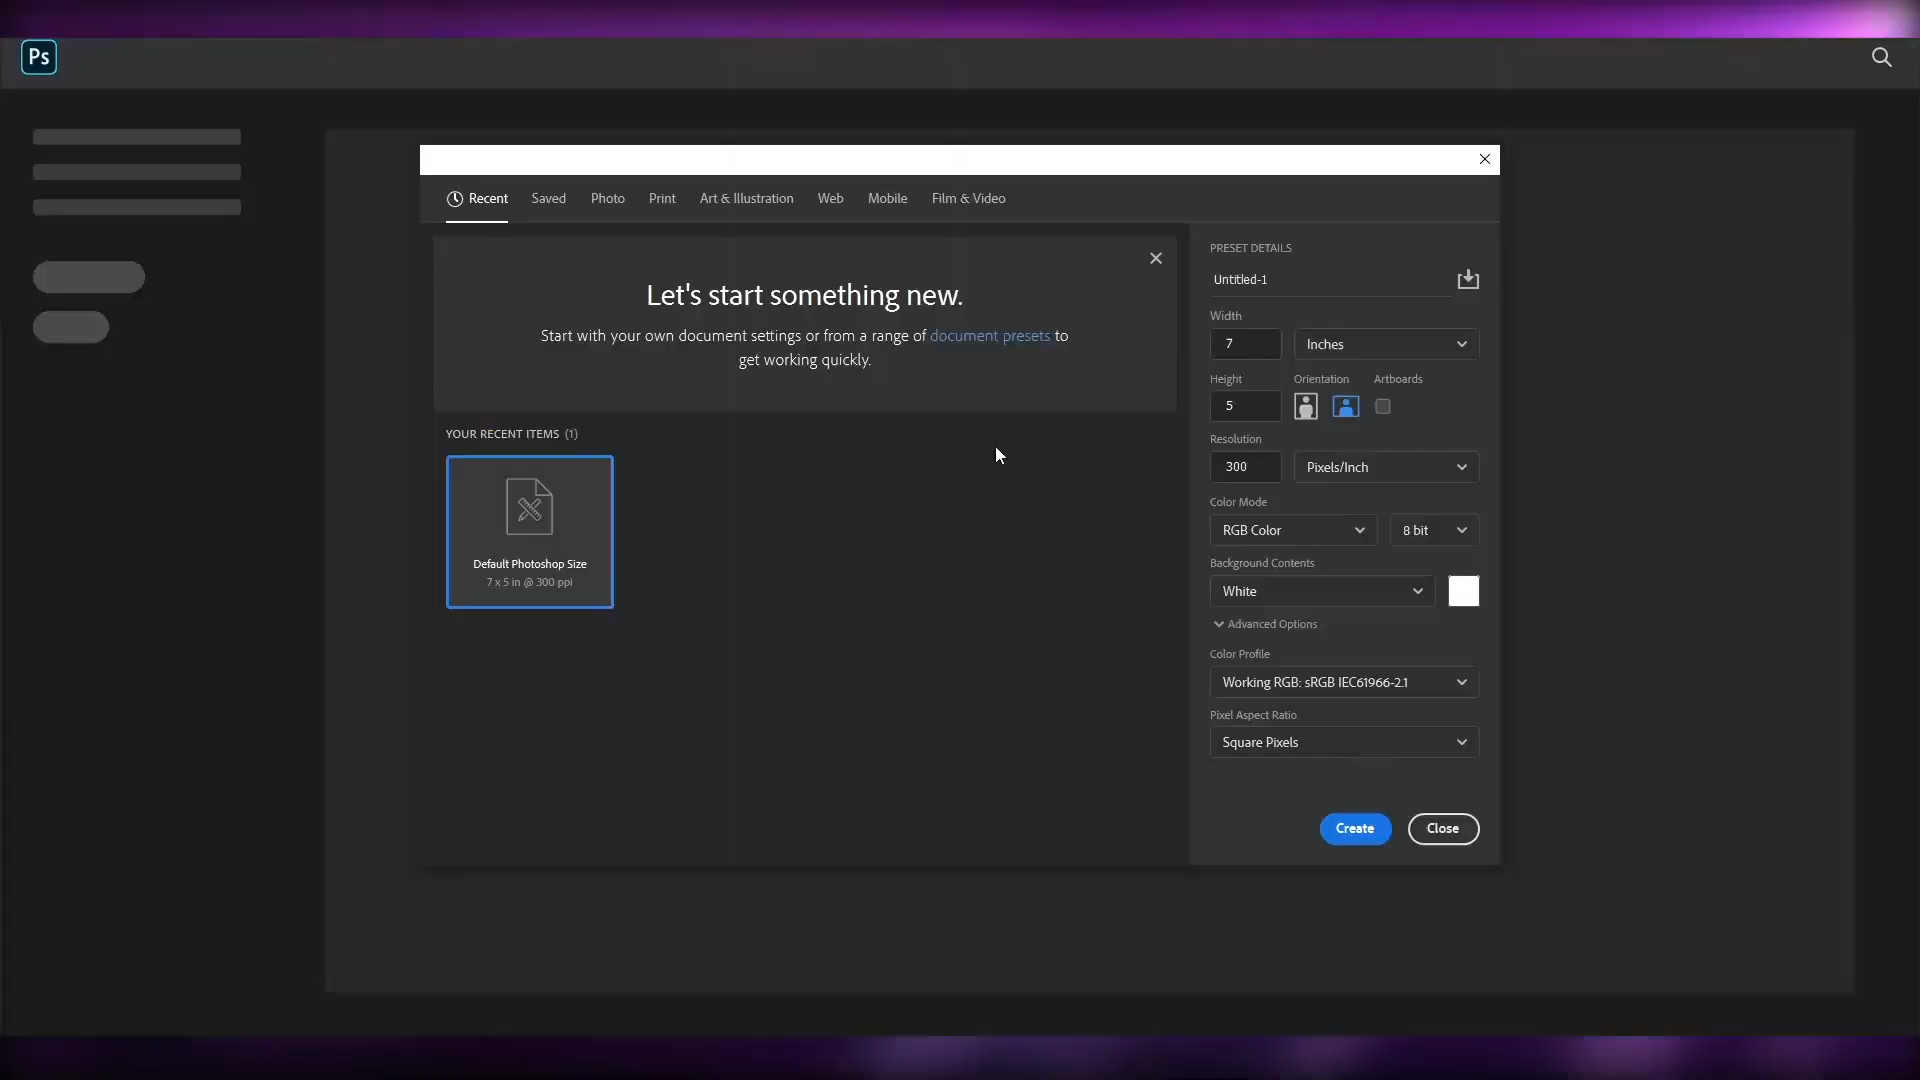 Ps
Recent Saved Photo Print Art & Illustration Web Mobile Film & Video
Let's start something new.
Start with your own document settings or from a range of document presets to
get working quickly.
YOUR RECENT ITEMS (1)
Default Photoshop Size
7 x 5 in @ 300 ppi
PRESET DETAILS
Untitled-1
Width
7 Inches
Height Orientation Artboards
5
Resolution
300 Pixels/Inch
Color Mode
RGB Color 8 bit
Background Contents
White
Advanced Options
Color Profile
Working RGB: sRGB IEC61966-2.1
Pixel Aspect Ratio
Square Pixels
Create Close